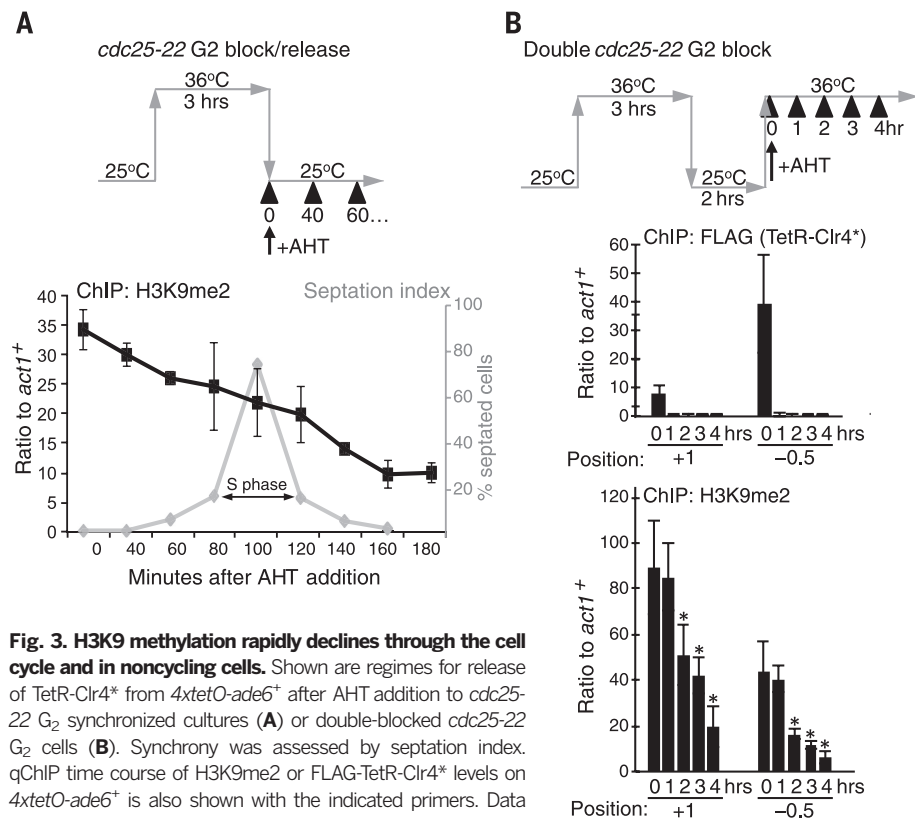 A
cdc25-22 G2 block/release
36°C
3 hrs
25°C
25°C
0 40 60...
+AHT
ChIP: H3K9me2
Septation index
Ratio to act1+
40
35
30
25
20
15
10
5
0
100
80
60
40
20
% septated cells
S phase
0 40 60 80 100 120 140 160 180
Minutes after AHT addition
Fig. 3. H3K9 methylation rapidly declines through the cell
cycle and in noncycling cells. Shown are regimes for release
of TetR-Clr4* from 4xtetO-ade6+ after AHT addition to cdc25-
22 G2 synchronized cultures (A) or double-blocked cdc25-22
G2 cells (B). Synchrony was assessed by septation index.
qChIP time course of H3K9me2 or FLAG-TetR-Clr4* levels on
4xtetO-ade6+ is also shown with the indicated primers. Data
B
Double cdc25-22 G2 block
36°C
3 hrs
36°C
0 1 2 3 4hr
25°C
25°C
2 hrs
+AHT
ChIP: FLAG (TetR-Clr4*)
Ratio to act1+
60
50
40
30
20
10
0
0 1 2 3 4 hrs 0 1 2 3 4 hrs
Position: +1 −0.5
ChIP: H3K9me2
Ratio to act1+
120
100
80
60
40
20
0
* * * * * *
0 1 2 3 4 hrs 0 1 2 3 4 hrs
Position: +1 −0.5